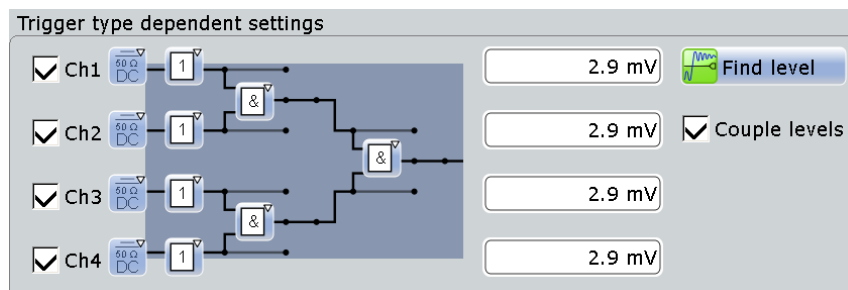 Trigger type dependent settings
Ch1 50 Ω DC 1 2.9 mV Find level
&
Ch2 50 Ω DC 1 2.9 mV Couple levels
&
Ch3 50 Ω DC 1 2.9 mV
&
Ch4 50 Ω DC 1 2.9 mV